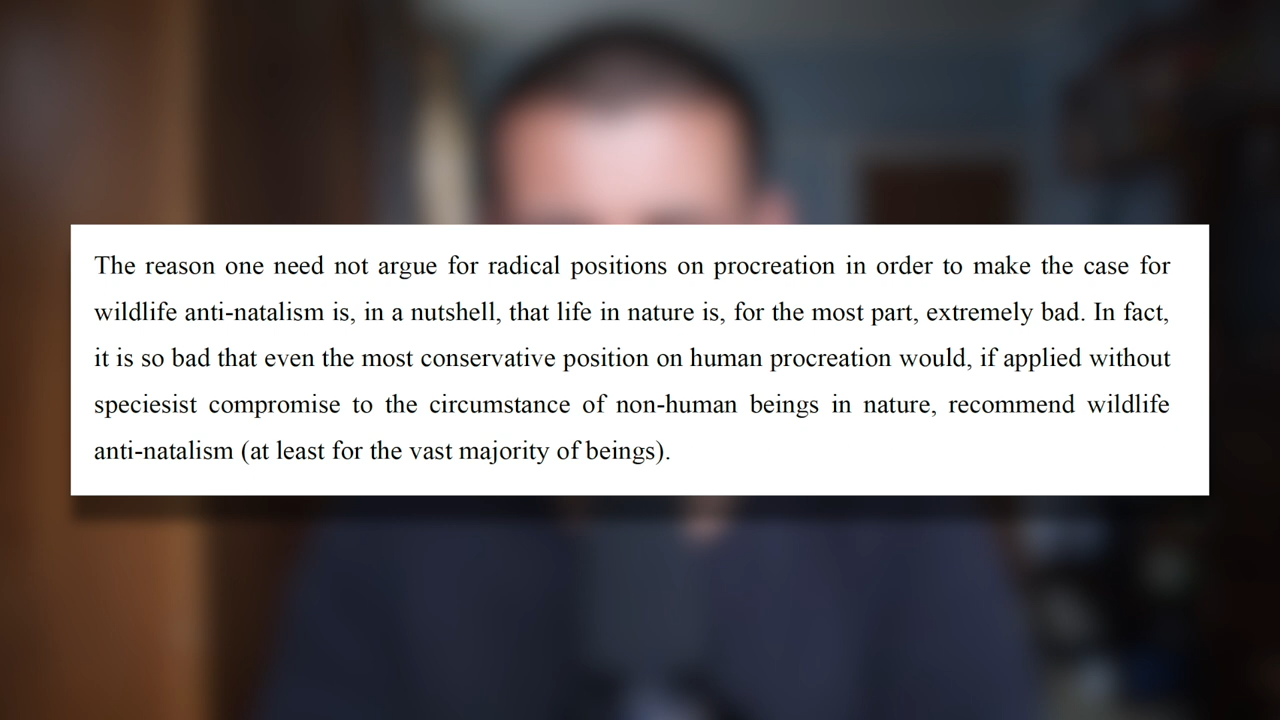 The reason one need not argue for radical positions on procreation in order to make the case for
wildlife anti-natalism is, in a nutshell, that life in nature is, for the most part, extremely bad. In fact,
it is so bad that even the most conservative position on human procreation would, if applied without
speciesist compromise to the circumstance of non-human beings in nature, recommend wildlife
anti-natalism (at least for the vast majority of beings).